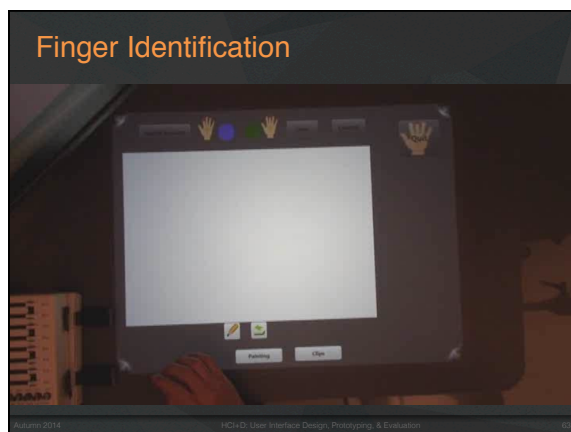 Finger Identification
Painting
Clips
Autumn 2014
HCI+D: User Interface Design, Prototyping, & Evaluation